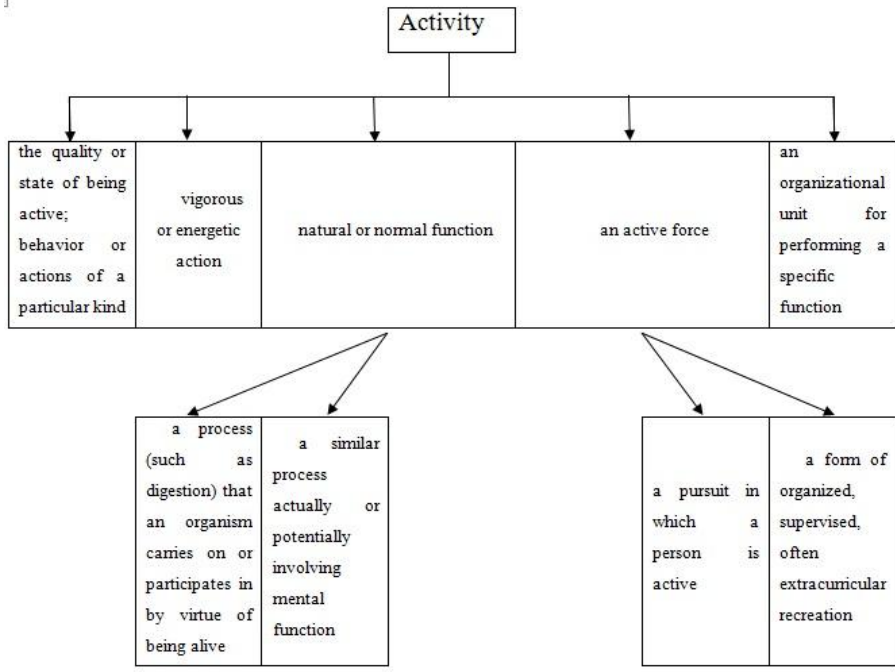 Activity
the quality or
state of being
active;
behavior or
actions of a
particular kind
vigorous
or energetic
action
natural or normal function
an active force
an
organizational
unit for
performing a
specific
function
a process
(such as
digestion) that
an organism
carries on or
participates in
by virtue of
being alive
a similar
process
actually or
potentially
involving
mental
function
a pursuit in
which a
person is
active
a form of
organized,
supervised,
often
extracurricular
recreation